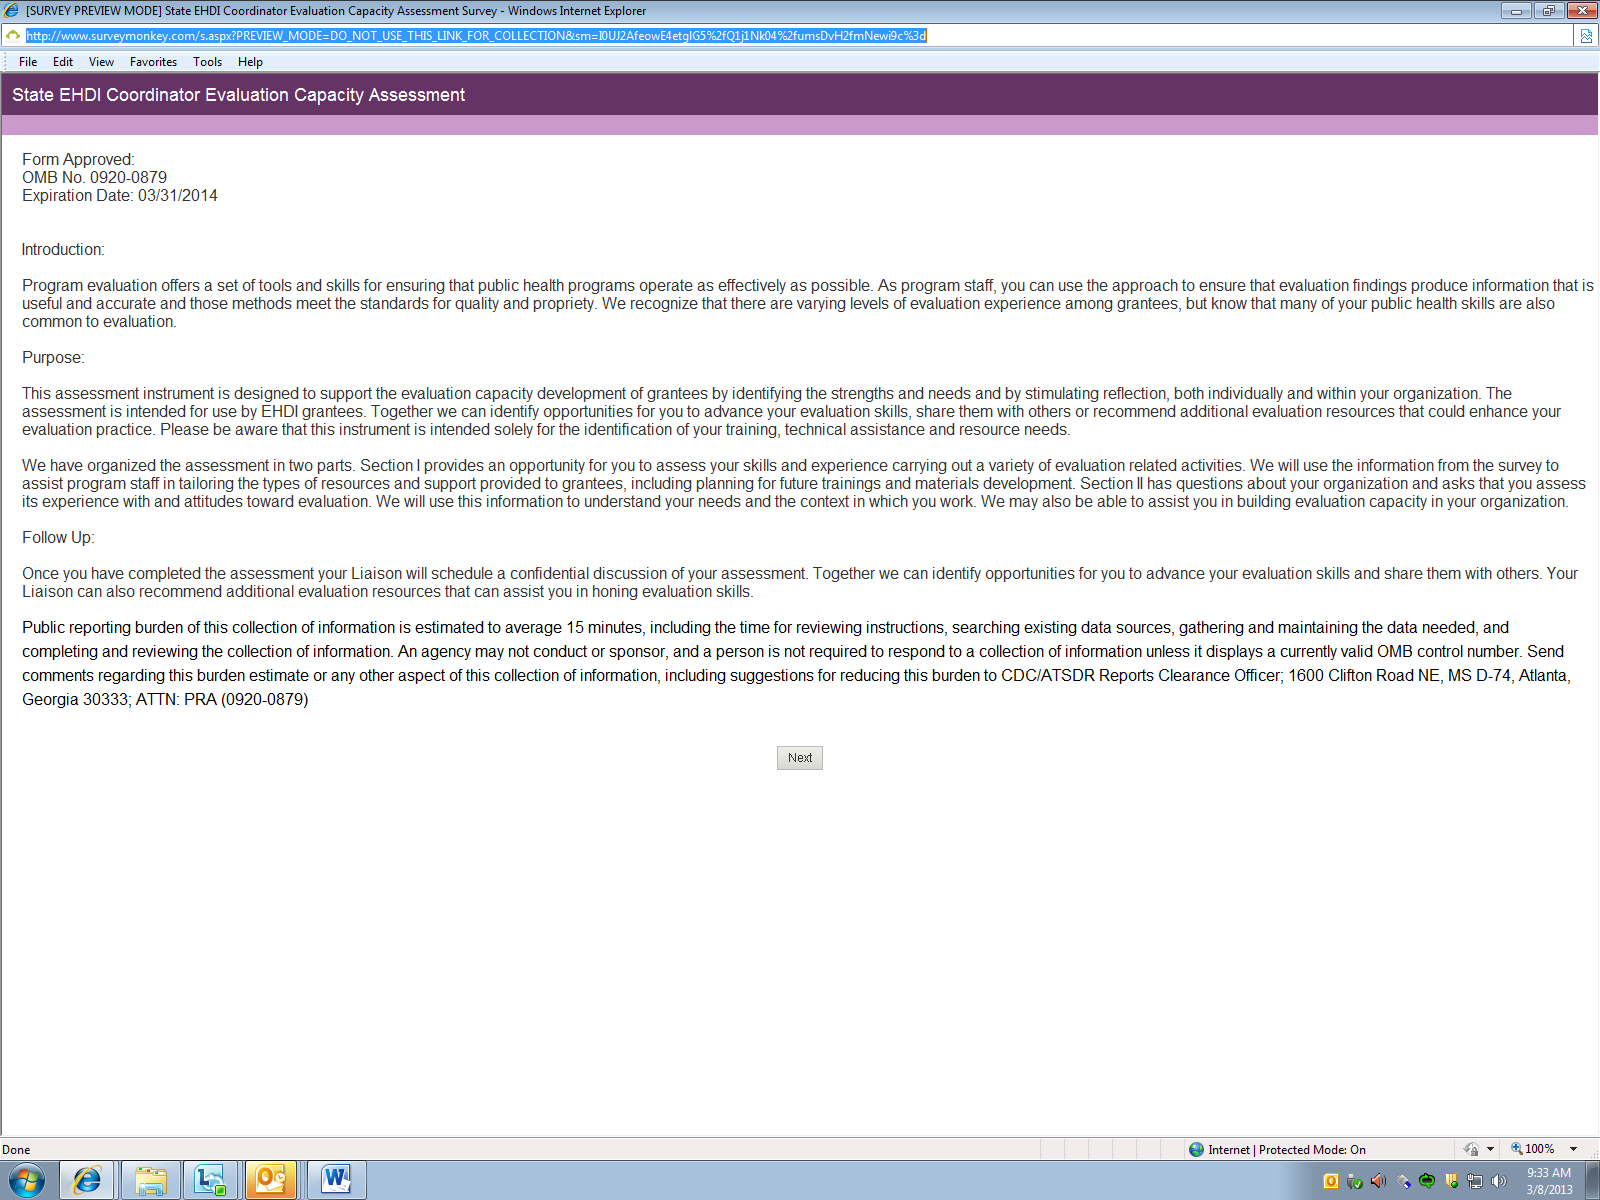 [SURVEY PREVIEW MODE] State EHDI Coordinator Evaluation Capacity Assessment Survey - Windows Internet Explorer
http://www.surveymonkey.com/s.aspx?PREVIEW_MODE=DO_NOT_USE_THIS_LINK_FOR_COLLECTION&sm=I0UJ2AfeowE4etgIG5%2fQ1j1Nk04%2fumsDvH2fmNewi9c%3d
File Edit View Favorites Tools Help
State EHDI Coordinator Evaluation Capacity Assessment
Form Approved:
OMB No. 0920-0879
Expiration Date: 03/31/2014
Introduction:
Program evaluation offers a set of tools and skills for ensuring that public health programs operate as effectively as possible. As program staff, you can use the approach to ensure that evaluation findings produce information that is
useful and accurate and those methods meet the standards for quality and propriety. We recognize that there are varying levels of evaluation experience among grantees, but know that many of your public health skills are also
common to evaluation.
Purpose:
This assessment instrument is designed to support the evaluation capacity development of grantees by identifying the strengths and needs and by stimulating reflection, both individually and within your organization. The
assessment is intended for use by EHDI grantees. Together we can identify opportunities for you to advance your evaluation skills, share them with others or recommend additional evaluation resources that could enhance your
evaluation practice. Please be aware that this instrument is intended solely for the identification of your training, technical assistance and resource needs.
We have organized the assessment in two parts. Section I provides an opportunity for you to assess your skills and experience carrying out a variety of evaluation related activities. We will use the information from the survey to
assist program staff in tailoring the types of resources and support provided to grantees, including planning for future trainings and materials development. Section II has questions about your organization and asks that you assess
its experience with and attitudes toward evaluation. We will use this information to understand your needs and the context in which you work. We may also be able to assist you in building evaluation capacity in your organization.
Follow Up:
Once you have completed the assessment your Liaison will schedule a confidential discussion of your assessment. Together we can identify opportunities for you to advance your evaluation skills and share them with others. Your
Liaison can also recommend additional evaluation resources that can assist you in honing evaluation skills.
Public reporting burden of this collection of information is estimated to average 15 minutes, including the time for reviewing instructions, searching existing data sources, gathering and maintaining the data needed, and
completing and reviewing the collection of information. An agency may not conduct or sponsor, and a person is not required to respond to a collection of information unless it displays a currently valid OMB control number. Send
comments regarding this burden estimate or any other aspect of this collection of information, including suggestions for reducing this burden to CDC/ATSDR Reports Clearance Officer; 1600 Clifton Road NE, MS D-74, Atlanta,
Georgia 30333; ATTN: PRA (0920-0879)
Next
Done
Internet | Protected Mode: On
100%
9:33 AM
3/8/2013